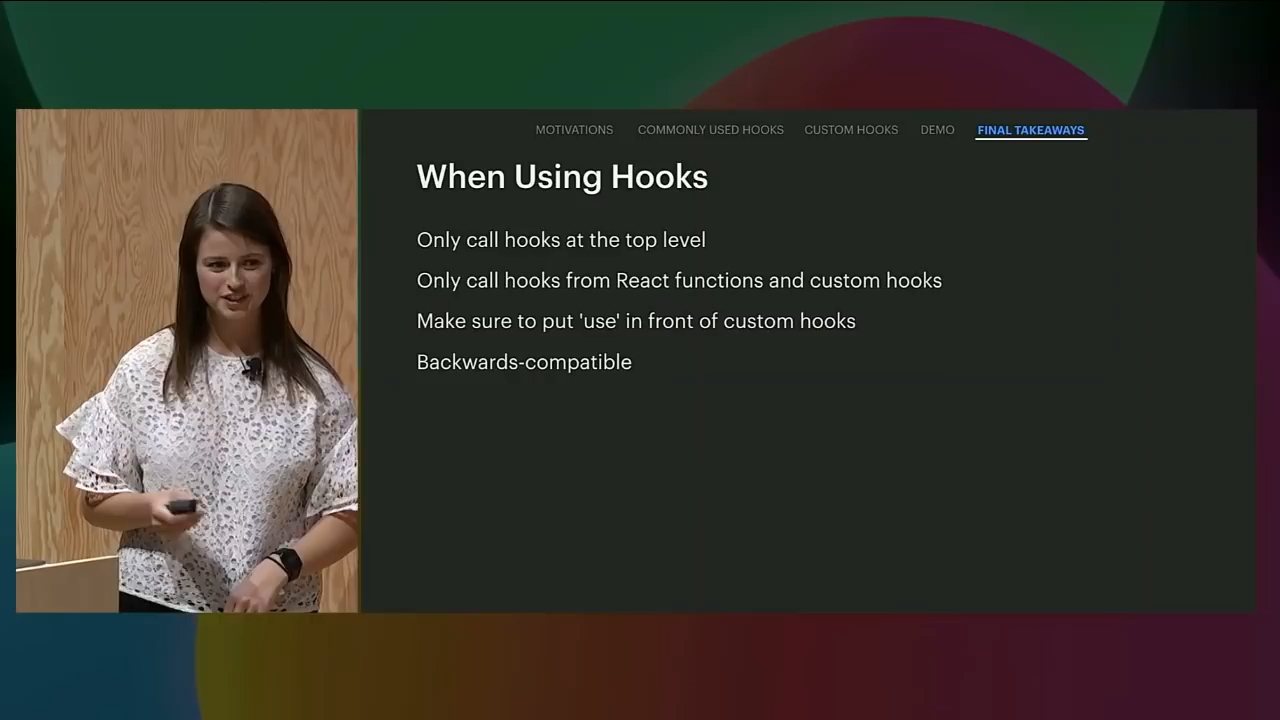 MOTIVATIONS COMMONLY USED HOOKS CUSTOM HOOKS DEMO FINAL TAKEAWAYS
When Using Hooks
Only call hooks at the top level
Only call hooks from React functions and custom hooks
Make sure to put 'use' in front of custom hooks
Backwards-compatible